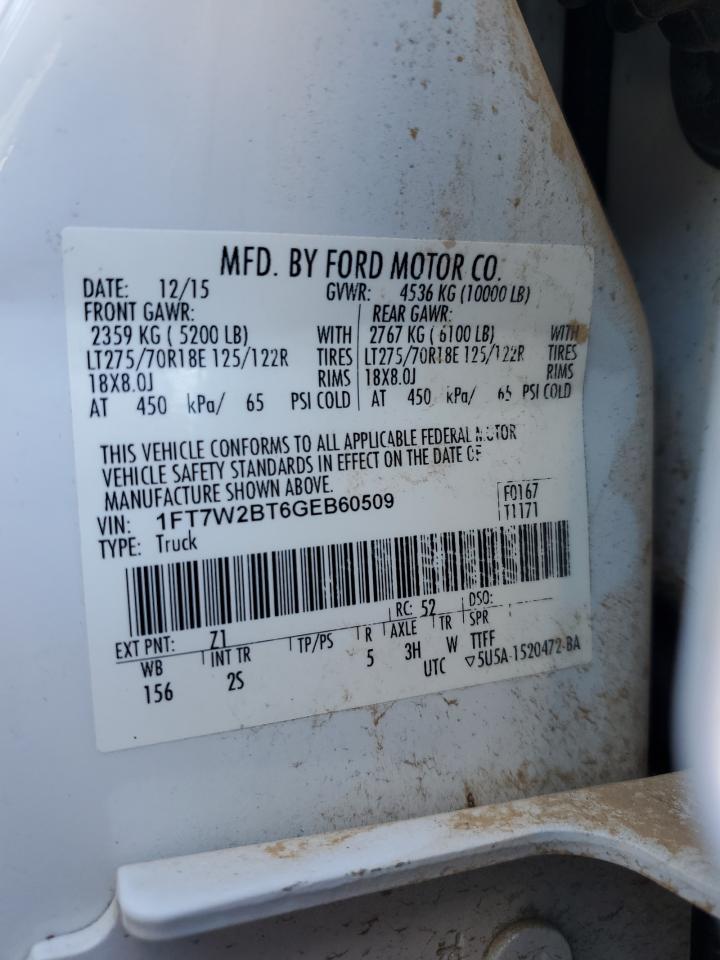 MFD. BY FORD MOTOR CO.
DATE: 12/15 GVWR: 4536 KG (10000 LB)
FRONT GAWR: REAR GAWR:
2359 KG ( 5200 LB) WITH 2767 KG ( 6100 LB) WITH
LT275/70R18E 125/122R TIRES LT275/70R18E 125/122R TIRES
18X8.0J RIMS 18X8.0J RIMS
AT 450 kPa/ 65 PSI COLD AT 450 kPa/ 65 PSI COLD
THIS VEHICLE CONFORMS TO ALL APPLICABLE FEDERAL MOTOR
VEHICLE SAFETY STANDARDS IN EFFECT ON THE DATE OF
MANUFACTURE SHOWN ABOVE.
VIN: 1FT7W2BT6GEB60509 F0167
TYPE: Truck T1171
EXT PNT: Z1 RC: 52 DSO:
WB INT TR TP/PS R AXLE TR SPR
156 2S 5 3H W TTFF
UTC ▽5U5A-1520472-BA